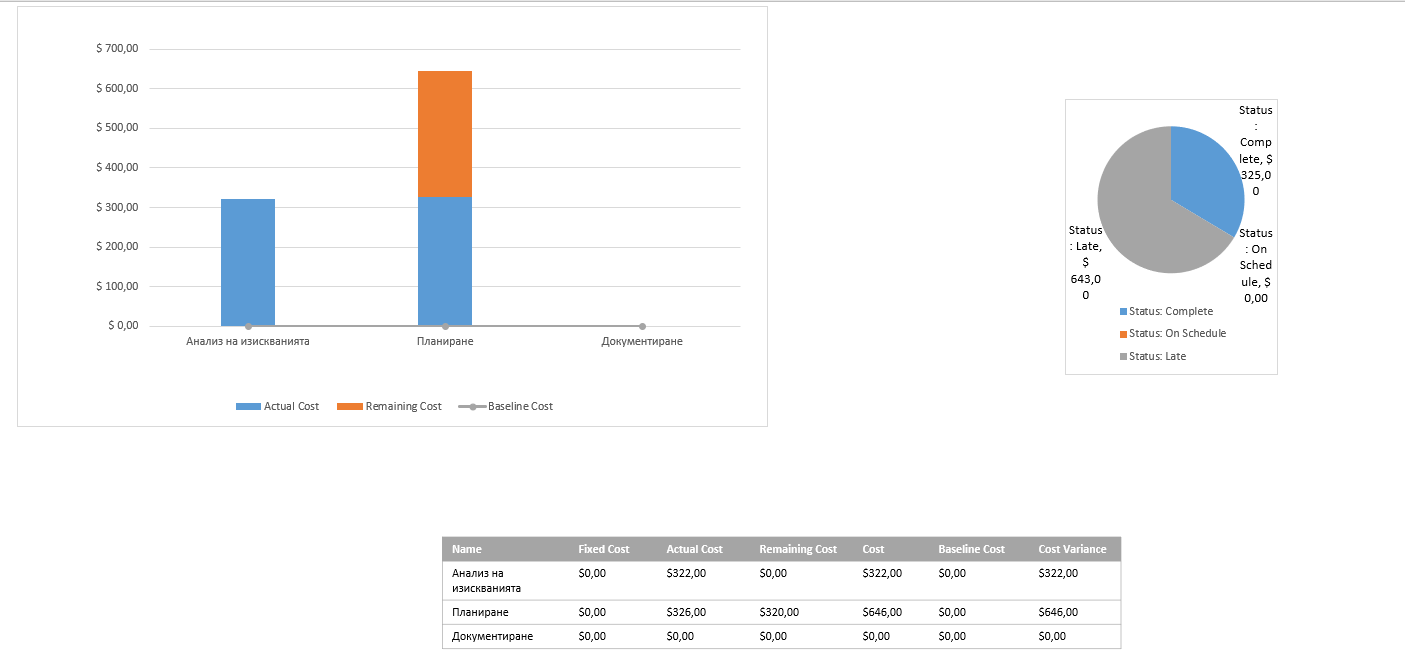 $ 700,00
$ 600,00
$ 500,00
$ 400,00
$ 300,00
$ 200,00
$ 100,00
$ 0,00
Анализ на изискванията Планиране Документиране
Actual Cost Remaining Cost Baseline Cost
Status
:
Comp
lete, $
325,0
0
Status
: Late,
$
643,0
0
Status
: On
Sched
ule, $
0,00
Status: Complete
Status: On Schedule
Status: Late
Name Fixed Cost Actual Cost Remaining Cost Cost Baseline Cost Cost Variance
Анализ на
изискванията $0,00 $322,00 $0,00 $322,00 $0,00 $322,00
Планиране $0,00 $326,00 $320,00 $646,00 $0,00 $646,00
Документиране $0,00 $0,00 $0,00 $0,00 $0,00 $0,00